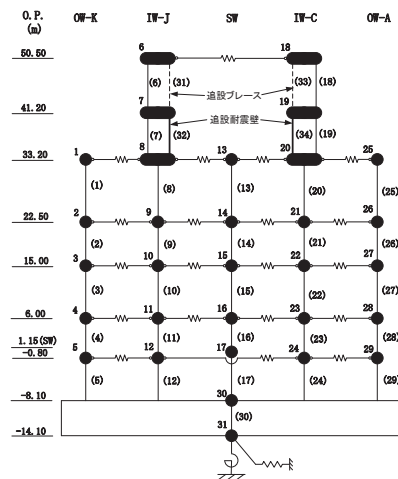 O.P. OW-K IW-J SW IW-C OW-A
(m)
50.50 6 18
(6) (31) (33) (18)
追設ブレース
41.20 7 19
追設耐震壁
(7) (32) (34) (19)
33.20 1 8 13 20 25
(1) (8) (13) (20) (25)
22.50 2 9 14 21 26
(2) (9) (14) (21) (26)
15.00 3 10 15 22 27
(3) (10) (15) (22) (27)
6.00 4 11 16 23 28
1.15(SW) (4) (11) (16) (23) (28)
-0.80 5 12 17 24 29
(5) (12) (17) (24) (29)
-8.10 30
(30)
-14.10 31